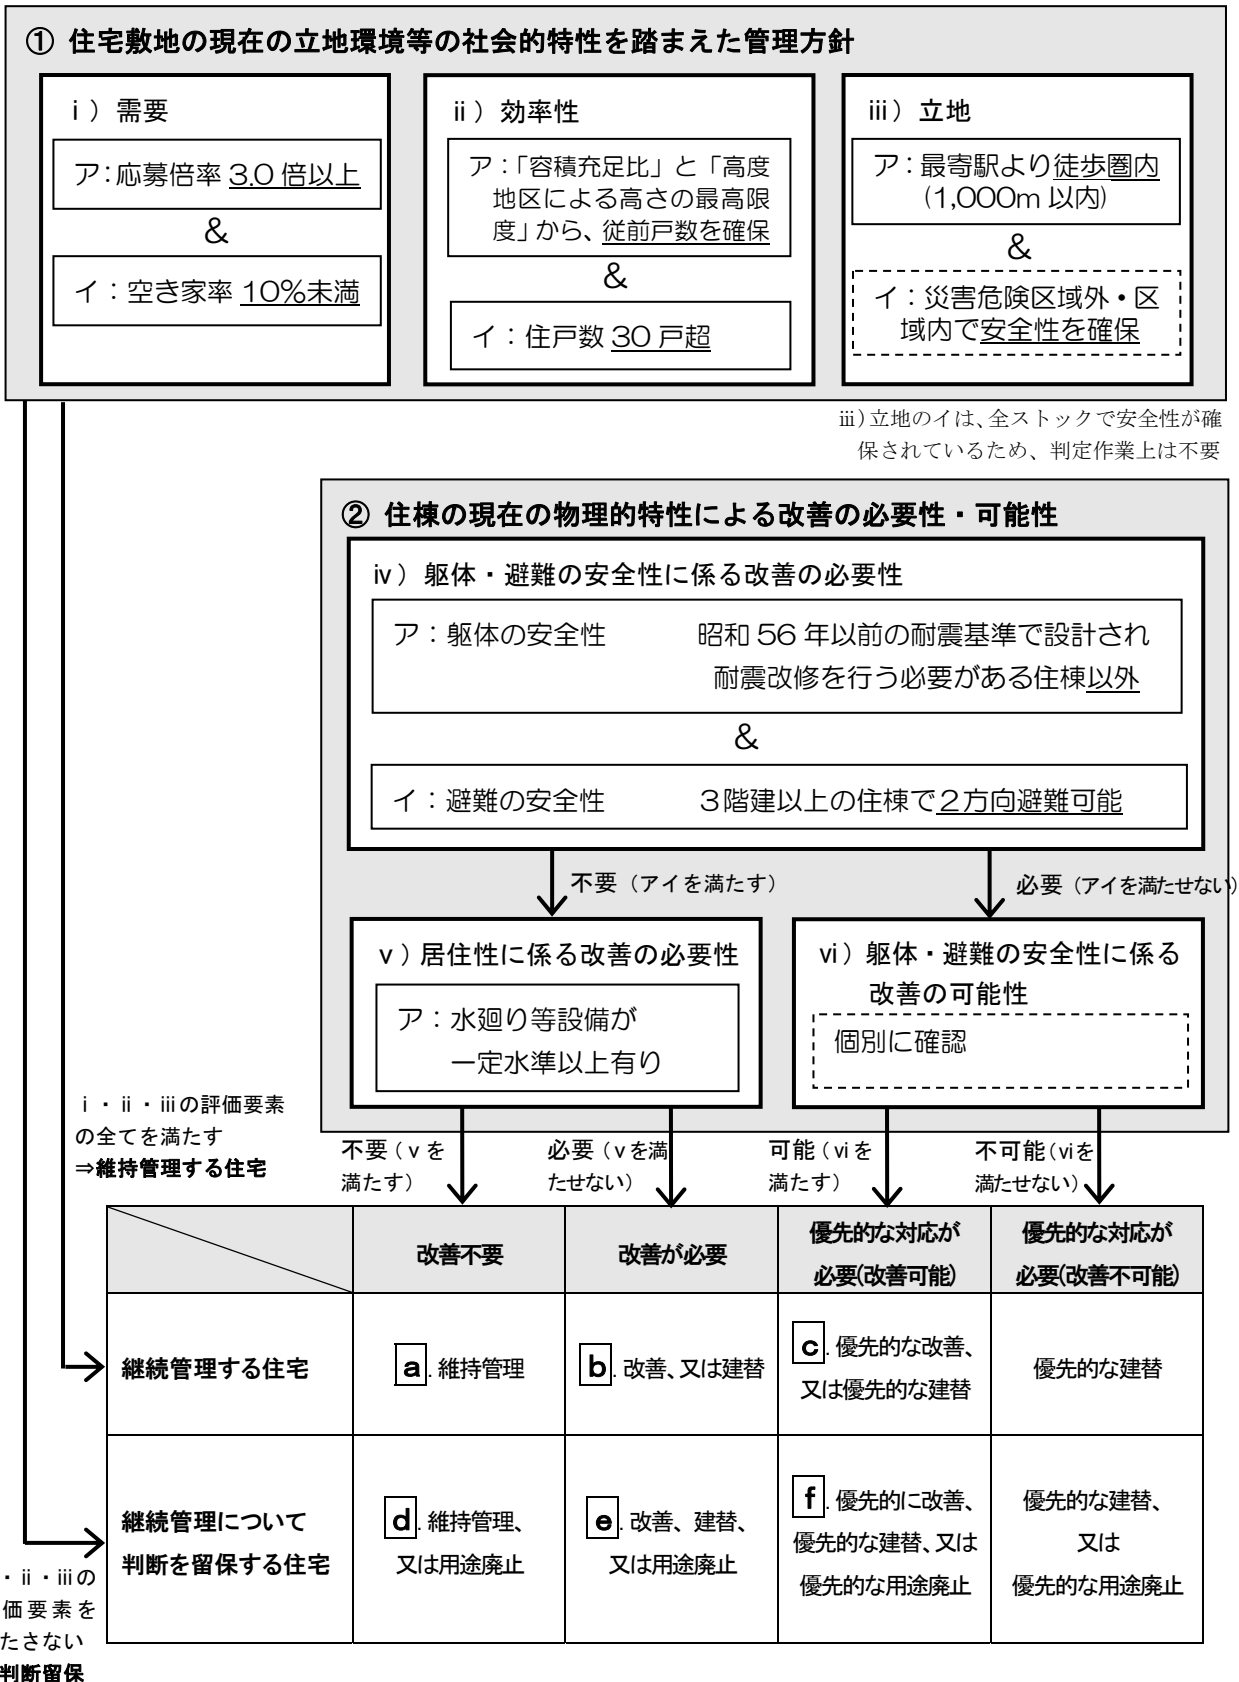 ① 住宅敷地の現在の立地環境等の社会的特性を踏まえた管理方針
ⅰ）需要
ア：応募倍率 3.0 倍以上
＆
イ：空き家率 10％未満
ⅱ）効率性
ア：「容積充足比」と「高度
地区による高さの最高限
度」から、従前戸数を確保
＆
イ：住戸数 30 戸超
ⅲ）立地
ア：最寄駅より徒歩圏内
(1,000m 以内)
＆
イ：災害危険区域外・区
域内で安全性を確保
ⅲ）立地のイは、全ストックで安全性が確
保されているため、判定作業上は不要
② 住棟の現在の物理的特性による改善の必要性・可能性
ⅳ）躯体・避難の安全性に係る改善の必要性
ア：躯体の安全性 昭和 56 年以前の耐震基準で設計され
耐震改修を行う必要がある住棟以外
＆
イ：避難の安全性 ３階建以上の住棟で２方向避難可能
不要（アイを満たす）
必要（アイを満たせない）
ⅴ）居住性に係る改善の必要性
ア：水廻り等設備が
一定水準以上有り
ⅵ）躯体・避難の安全性に係る
改善の可能性
個別に確認
ⅰ・ⅱ・ⅲの評価要素
の全てを満たす
⇒維持管理する住宅
不要（ⅴを
満たす）
必要（ⅴを満
たせない）
可能（ⅵを
満たす）
不可能（ⅵを
満たせない）
改善不要
改善が必要
優先的な対応が
必要(改善可能)
優先的な対応が
必要(改善不可能)
継続管理する住宅
a. 維持管理
b. 改善、又は建替
c. 優先的な改善、
又は優先的な建替
優先的な建替
継続管理について
判断を留保する住宅
d. 維持管理、
又は用途廃止
e. 改善、建替、
又は用途廃止
f. 優先的に改善、
優先的な建替、又は
優先的な用途廃止
優先的な建替、
又は
優先的な用途廃止
・ⅱ・ⅲの
価要素を
たさない
判断留保